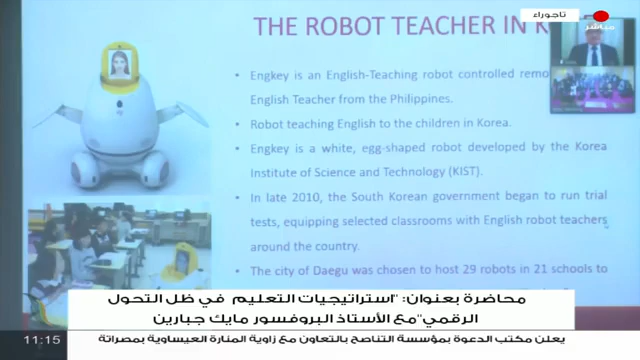 تاجوراء
مباشر
THE ROBOT TEACHER IN K
• Engkey is an English-Teaching robot controlled remo
English Teacher from the Philippines.
• Robot teaching English to the children in Korea.
• Engkey is a white, egg-shaped robot developed by the Korea
Institute of Science and Technology (KIST).
• In late 2010, the South Korean government began to run trial
tests, equipping selected classrooms with English robot teachers
around the country.
• The city of Daegu was chosen to host 29 robots in 21 schools to
محاضرة بعنوان: "استراتيجيات التعليم في ظل التحول
الرقمي" مع الأستاذ البروفسور مايك جبارين
11:15
يعلن مكتب الدعوة بمؤسسة التناصح بالتعاون مع زاوية المنارة العيساوية بمصراتة